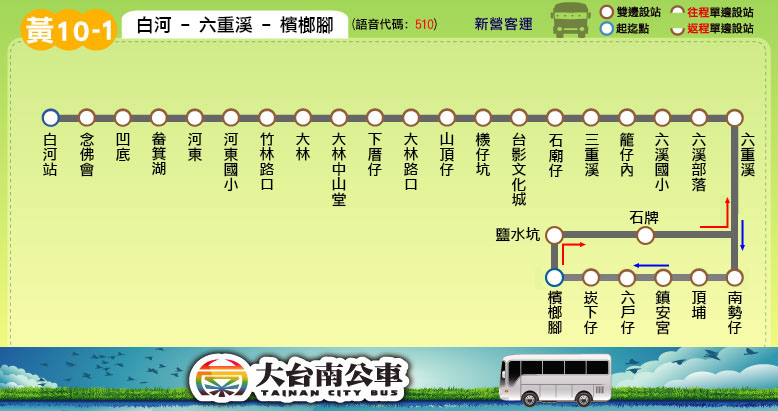 黃10-1
白河 － 六重溪 － 檳榔腳
(語音代碼: 510)
新營客運
雙邊設站
起迄點
往程單邊設站
返程單邊設站
白河站
念佛會
凹底
番箕湖
河東
河東國小
竹林路口
大林
大林中山堂
下厝仔
大林路口
山頂仔
檨仔坑
台影文化城
石廟仔
三重溪
籠仔內
六溪國小
六溪部落
六重溪
鹽水坑
石牌
檳榔腳
崁下仔
六戶仔
鎮安宮
頂埔
南勢仔
大台南公車
TAINAN CITY BUS